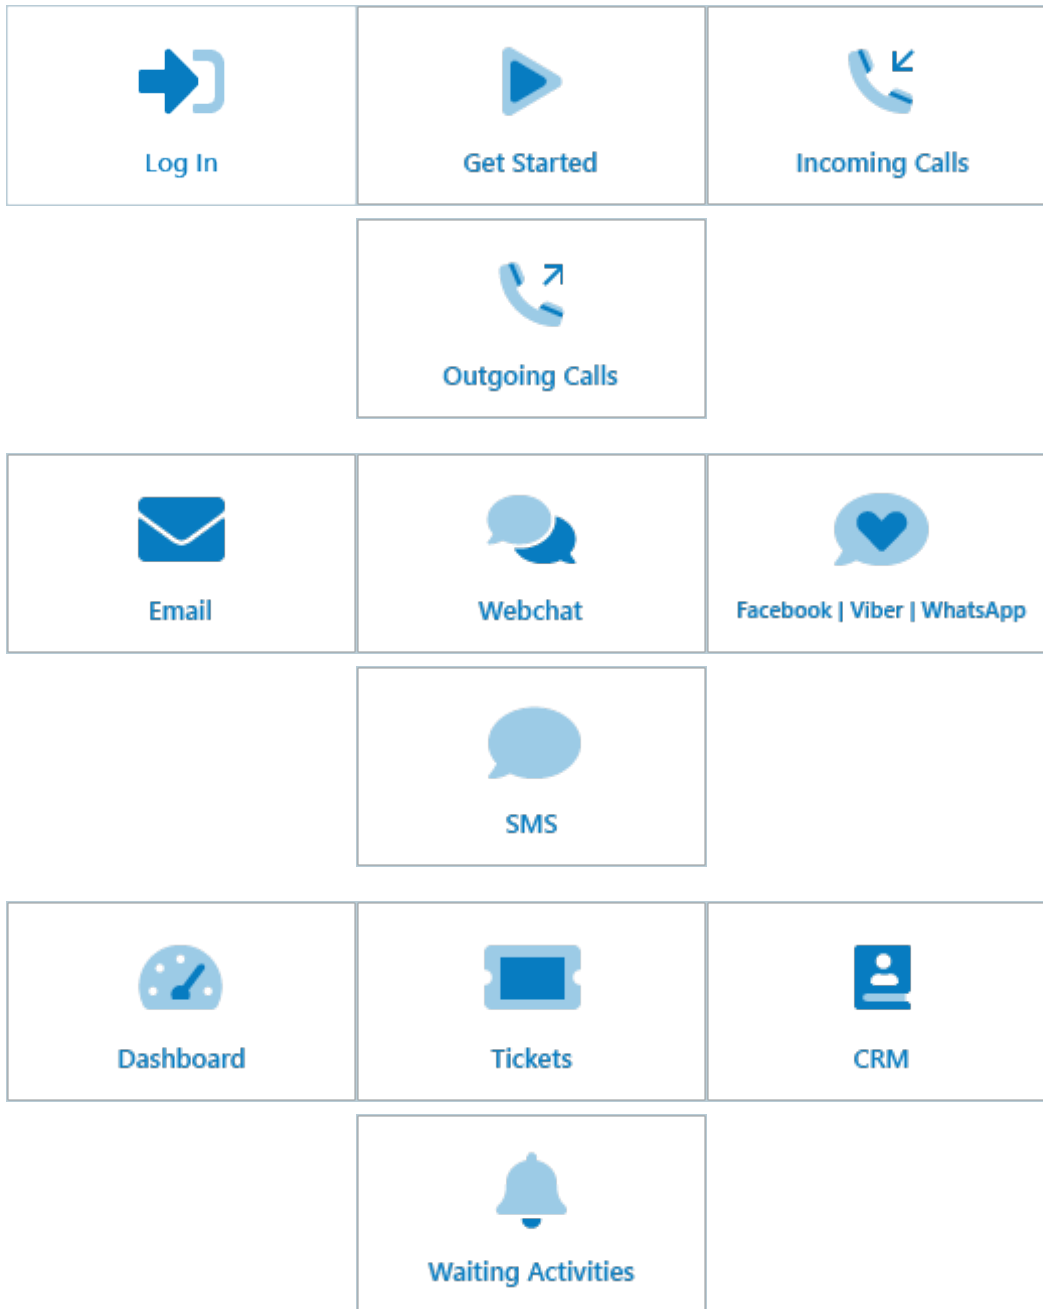 Log In
Get Started
Incoming Calls
Outgoing Calls
Email
Webchat
Facebook | Viber | WhatsApp
SMS
Dashboard
Tickets
CRM
Waiting Activities